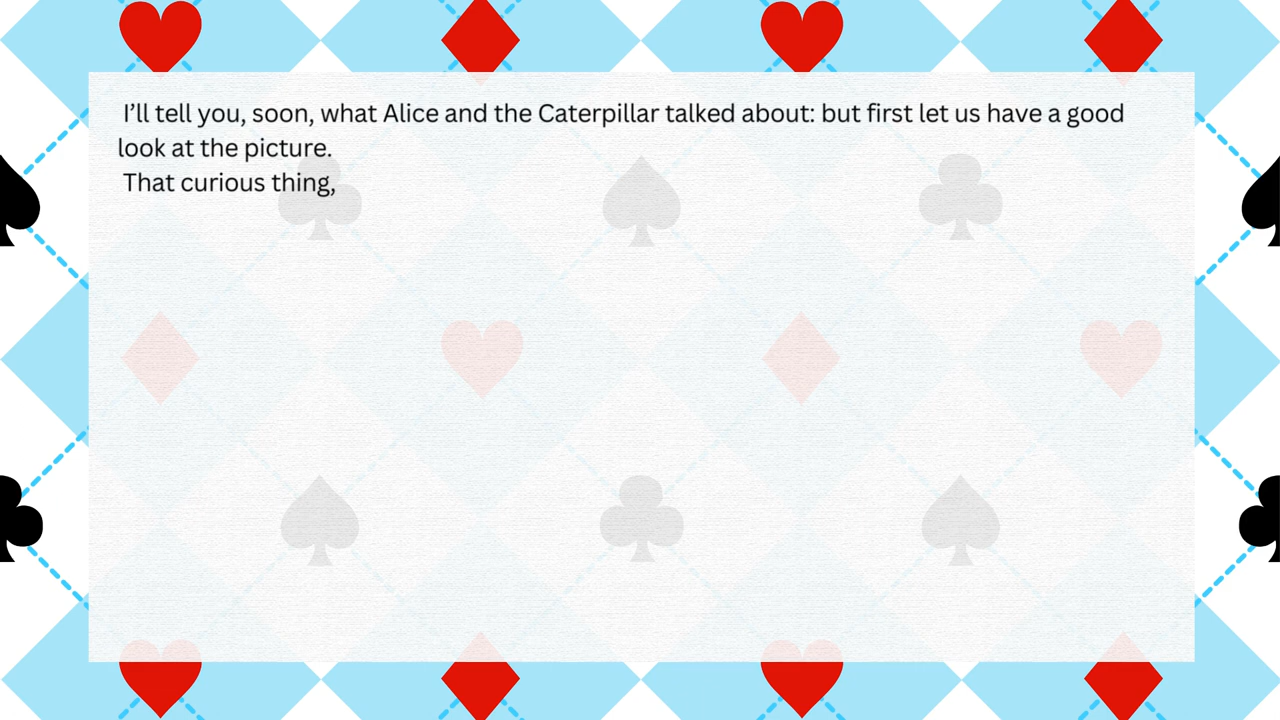 I’ll tell you, soon, what Alice and the Caterpillar talked about: but first let us have a good
look at the picture.
That curious thing,